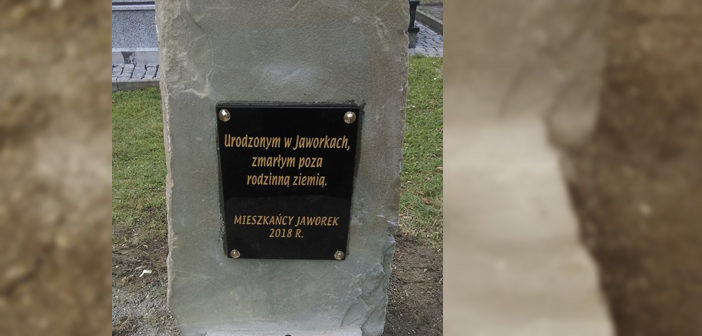 Urodzonym w Jaworkach,
zmarłym poza
rodzinną ziemią.
MIESZKAŃCY JAWOREK
2018 R.